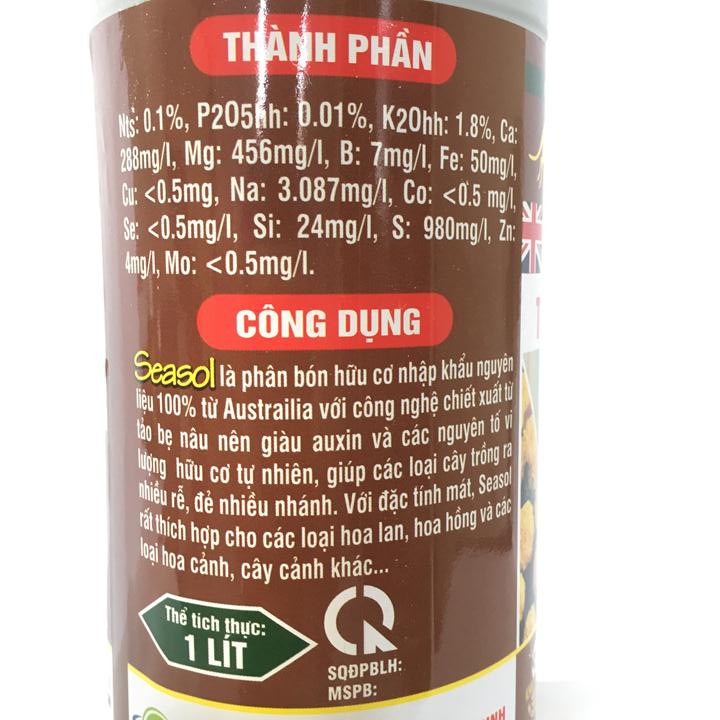 THÀNH PHẦN
Nts: 0.1%, P2O5hh: 0.01%, K2Ohh: 1.8%, Ca:
288mg/l, Mg: 456mg/l, B: 7mg/l, Fe: 50mg/l,
Cu: <0.5mg, Na: 3.087mg/l, Co: <0.5 mg/l,
Se: <0.5mg/l, Si: 24mg/l, S: 980mg/l, Zn:
4mg/l, Mo: <0.5mg/l.
CÔNG DỤNG
Seasol là phân bón hữu cơ nhập khẩu nguyên
liệu 100% từ Austrailia với công nghệ chiết xuất từ
tảo bẹ nâu nên giàu auxin và các nguyên tố vi
lượng hữu cơ tự nhiên, giúp các loại cây trồng ra
nhiều rễ, đẻ nhiều nhánh. Với đặc tính mát, Seasol
rất thích hợp cho các loại hoa lan, hoa hồng và các
loại hoa cảnh, cây cảnh khác...
Thể tích thực:
1 LÍT
SQĐPBLH:
MSPB: